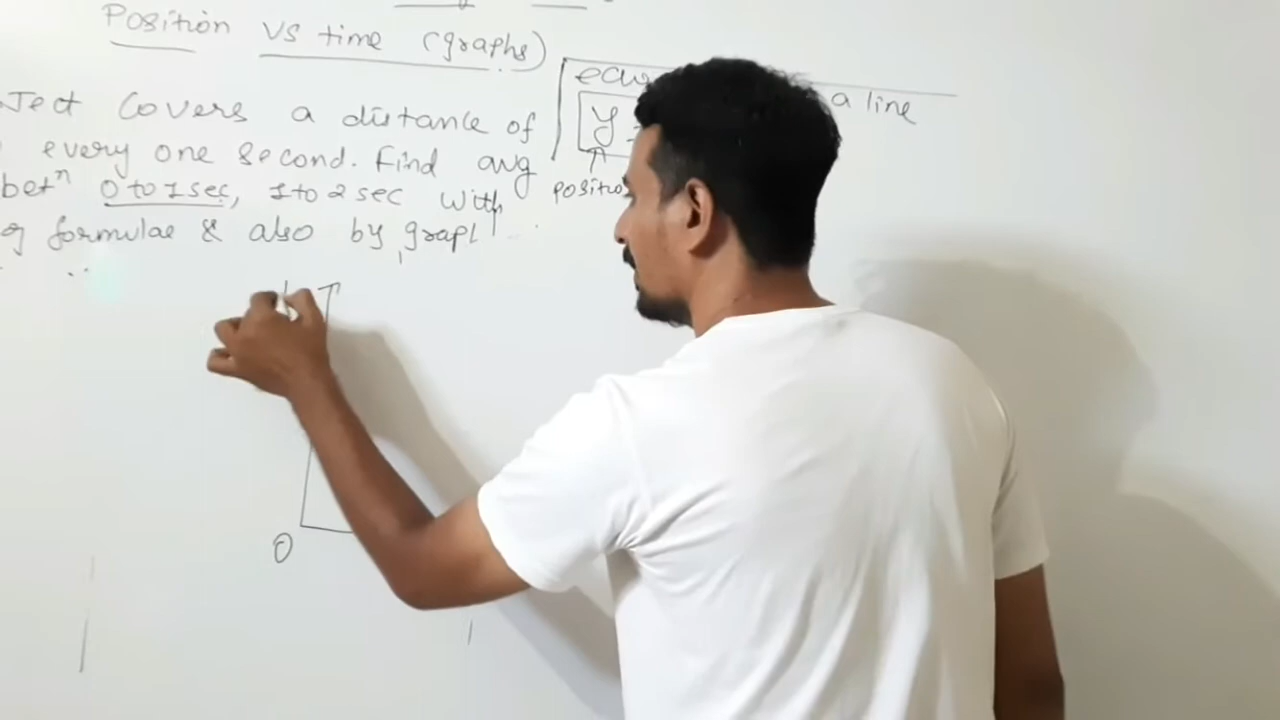 Position vs time (graphs)
Ject Covers a distance of
every one second. Find avg
betⁿ 0 to 1 sec, 1 to 2 sec with
g formulae & also by graph
a line
y =
position
0